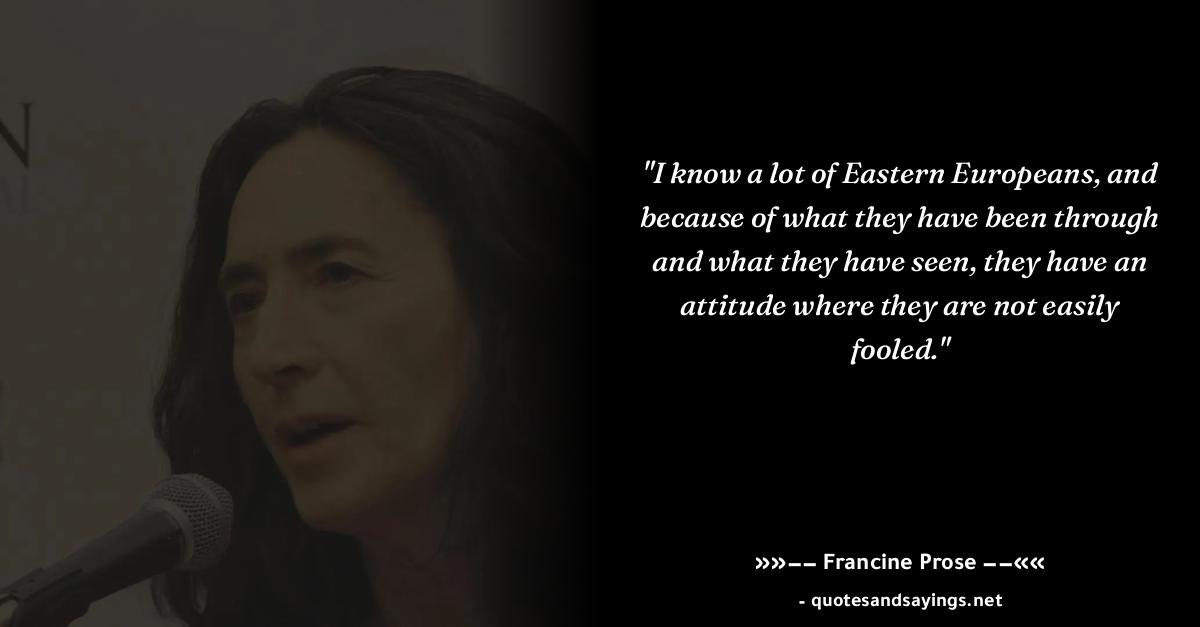 N
"I know a lot of Eastern Europeans, and
because of what they have been through
and what they have seen, they have an
attitude where they are not easily
fooled."
»»–– Francine Prose ––««
- quotesandsayings.net